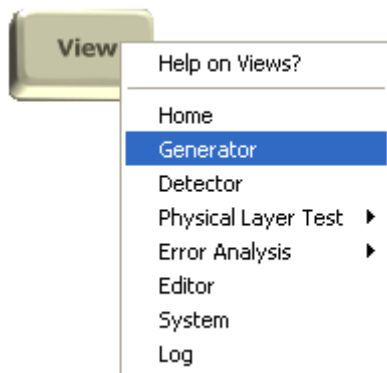 View
Help on Views?
Home
Generator
Detector
Physical Layer Test
Error Analysis
Editor
System
Log